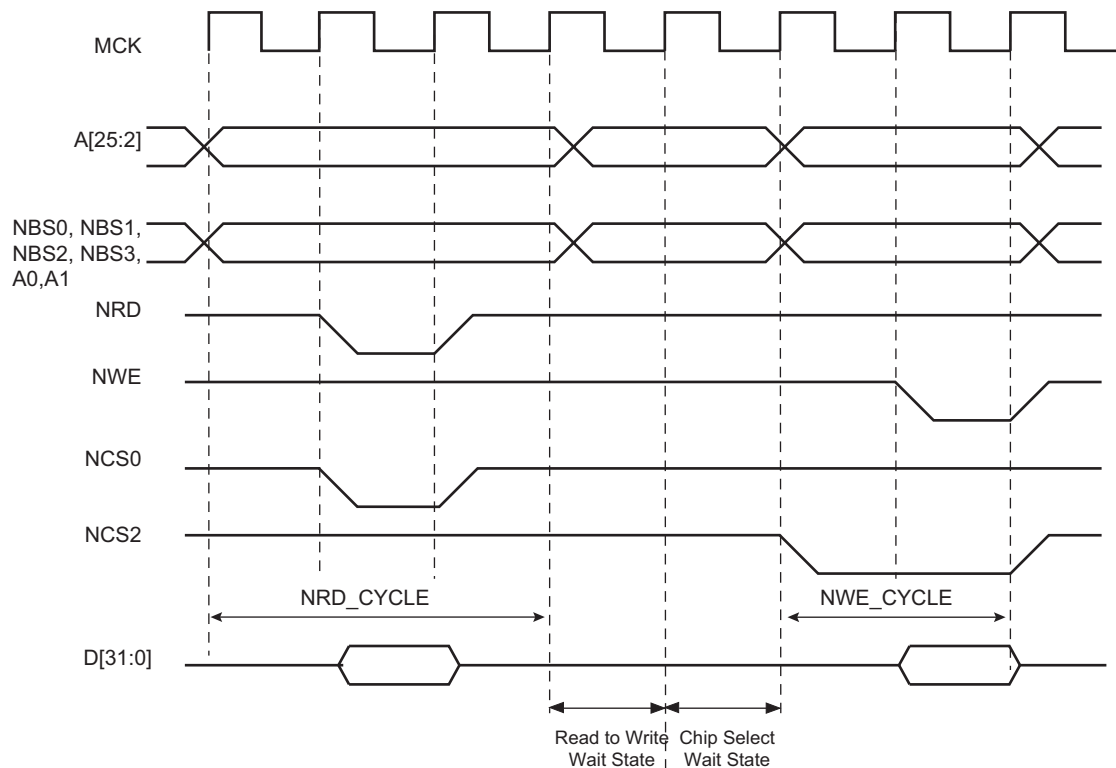 MCK
A[25:2]
NBS0, NBS1,
NBS2, NBS3,
A0,A1
NRD
NWE
NCS0
NCS2
NRD_CYCLE
NWE_CYCLE
D[31:0]
Read to Write
Wait State
Chip Select
Wait State